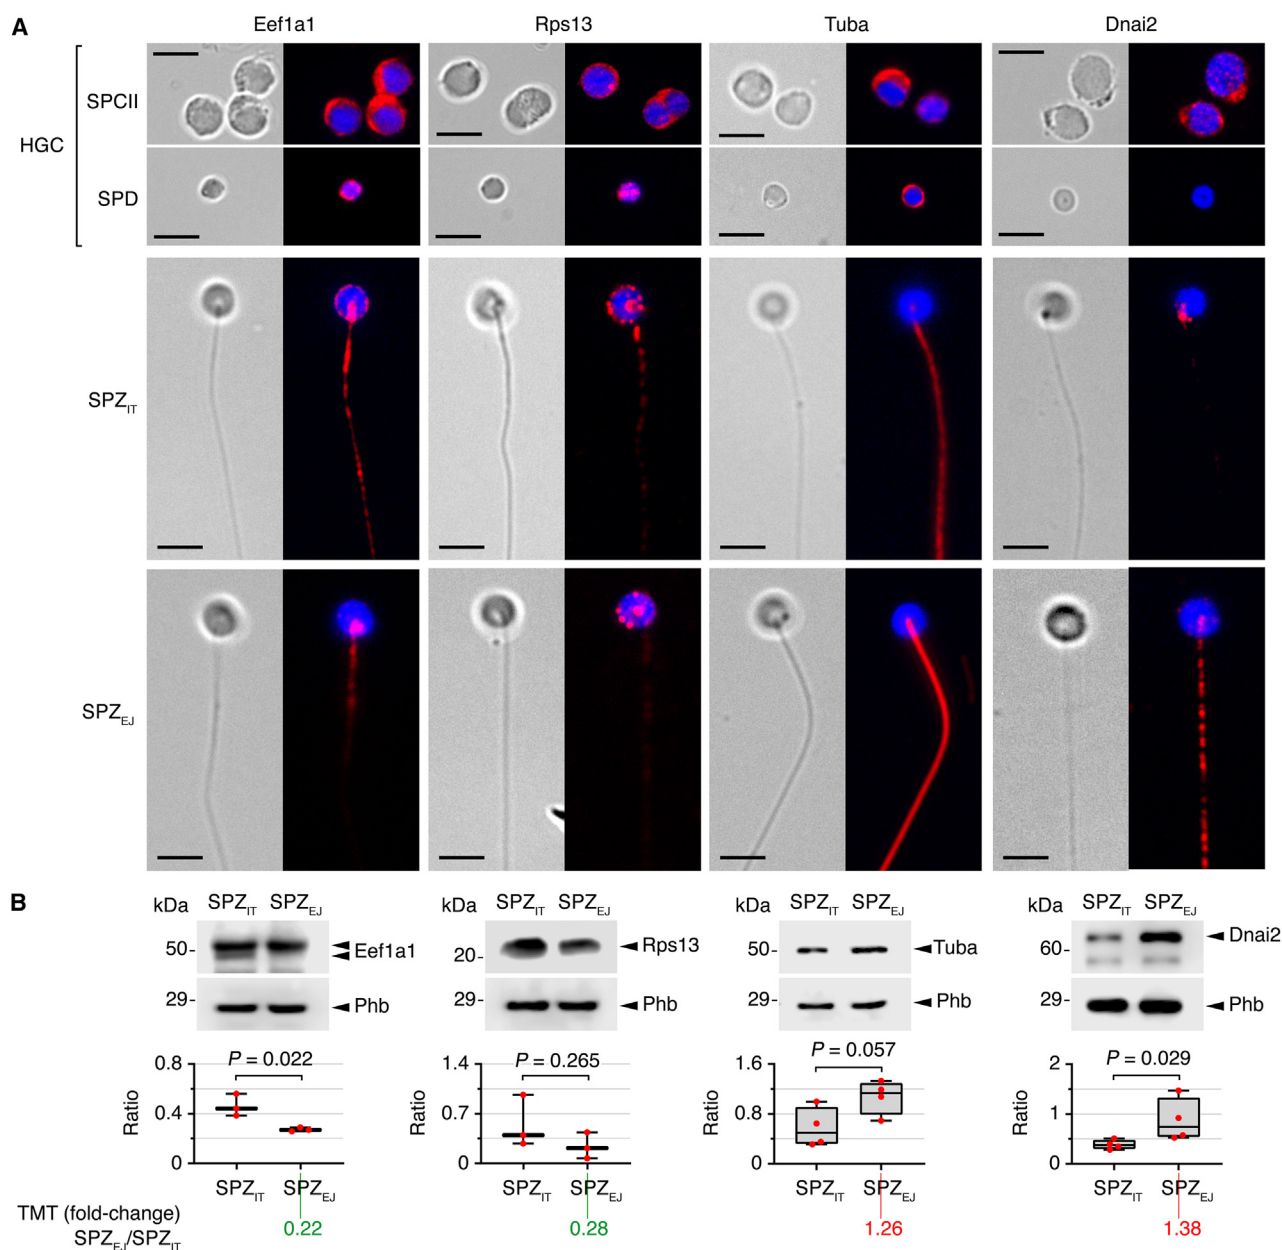 A
Eef1a1 Rps13 Tuba Dnai2
HGC
SPCII
SPD
SPZIT
SPZEJ
B
kDa SPZIT SPZEJ kDa SPZIT SPZEJ kDa SPZIT SPZEJ kDa SPZIT SPZEJ
50 Eef1a1 20 Rps13 50 Tuba 60 Dnai2
29 Phb 29 Phb 29 Phb 29 Phb
P = 0.022 P = 0.265 P = 0.057 P = 0.029
Ratio 0.8 0.4 0 Ratio 1.4 0.7 0 Ratio 1.6 0.8 0 Ratio 2 1 0
SPZIT SPZEJ SPZIT SPZEJ SPZIT SPZEJ SPZIT SPZEJ
TMT (fold-change) 0.22 0.28 1.26 1.38
SPZEJ/SPZIT